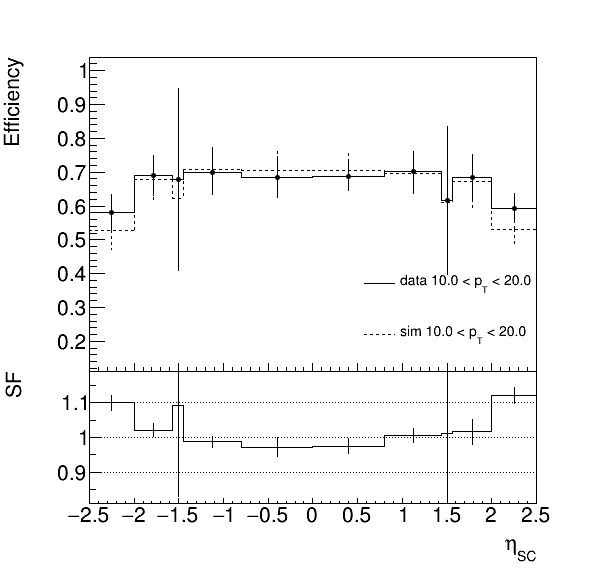 Efficiency
1
0.9
0.8
0.7
0.6
0.5
0.4
0.3
0.2
data 10.0 < p_T < 20.0
sim 10.0 < p_T < 20.0
SF
1.1
1
0.9
−2.5 −2 −1.5 −1 −0.5 0 0.5 1 1.5 2 2.5
η_SC